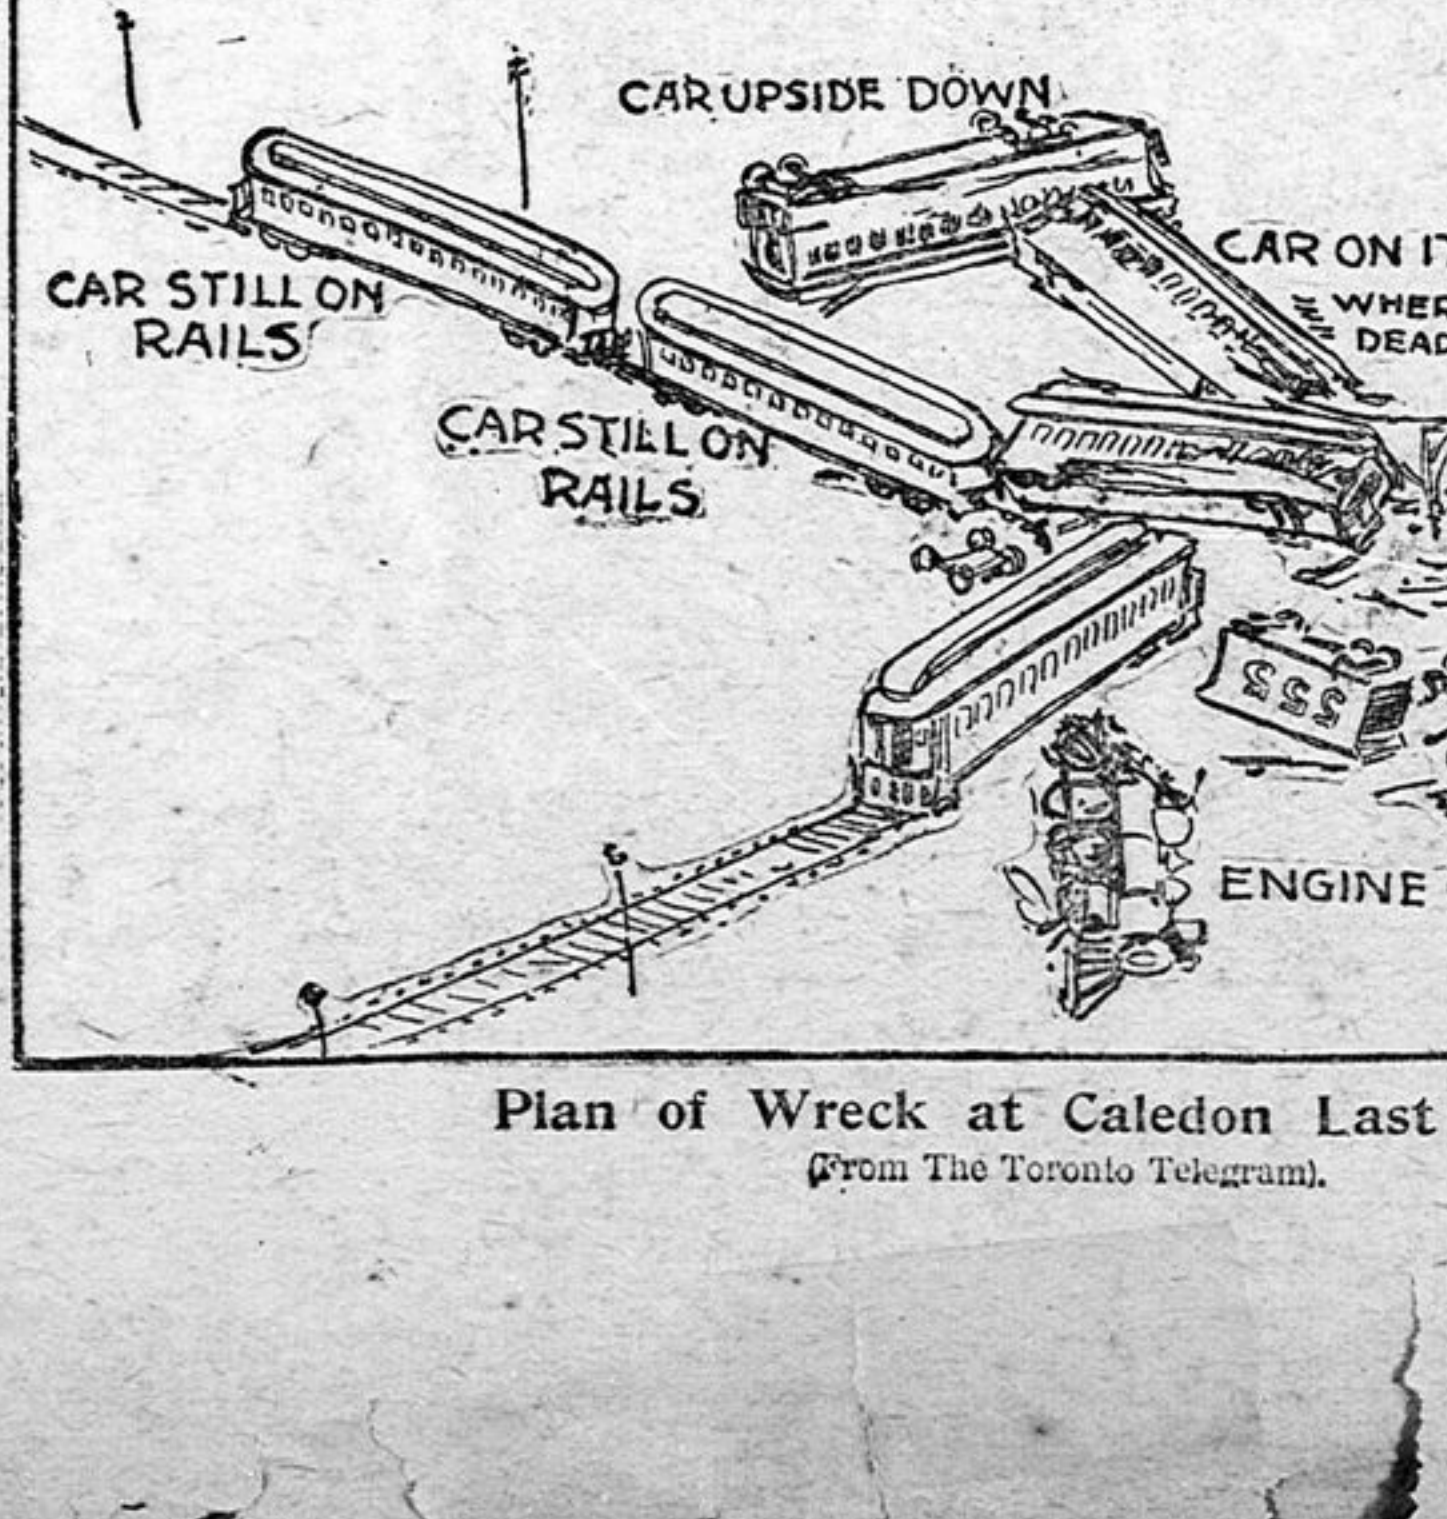 CAR UPSIDE DOWN
CAR STILL ON
RAILS
CAR ON IT
WHER
DEAD
CAR STILL ON
RAILS
553
ENGINE
Plan of Wreck at Caledon Last
(From The Toronto Telegram).